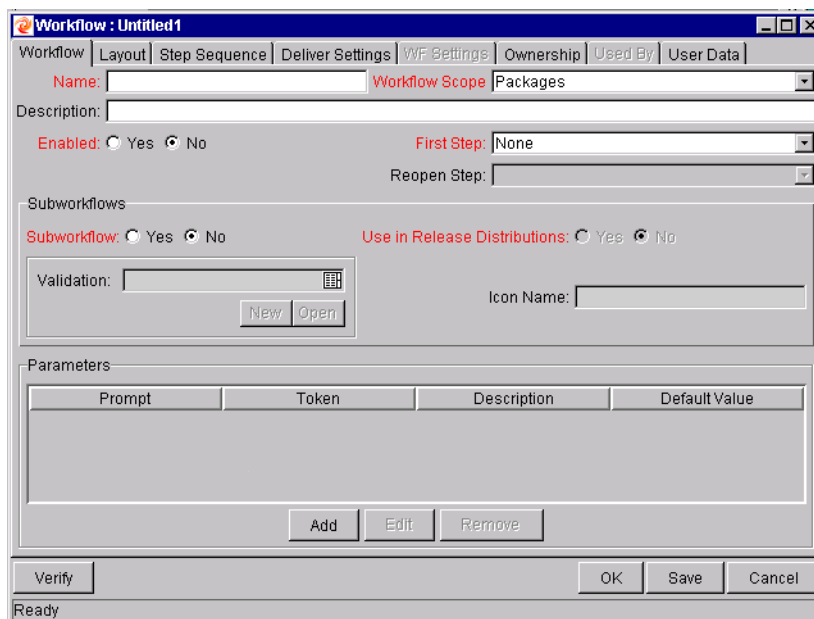 Workflow : Untitled1
Workflow Layout Step Sequence Deliver Settings WF Settings Ownership Used By User Data
Name: Workflow Scope Packages
Description:
Enabled: Yes No First Step: None
Reopen Step:
Subworkflows
Subworkflow: Yes No Use in Release Distributions: Yes No
Validation:
Icon Name:
New Open
Parameters
Prompt Token Description Default Value
Add Edit Remove
Verify OK Save Cancel
Ready